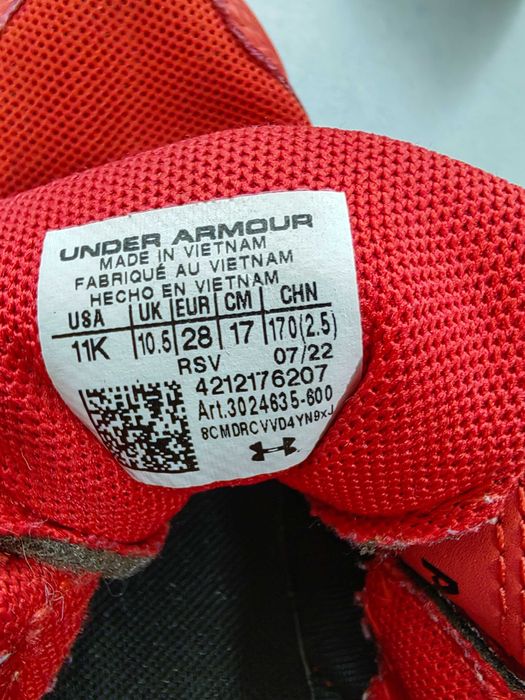 UNDER ARMOUR
MADE IN VIETNAM
FABRIQUÉ AU VIETNAM
HECHO EN VIETNAM
USA UK EUR CM CHN
11K 10.5 28 17 170(2.5)
RSV 07/22
4212176207
Art.3024635-600
8CMDRCVVD4YN9xJ